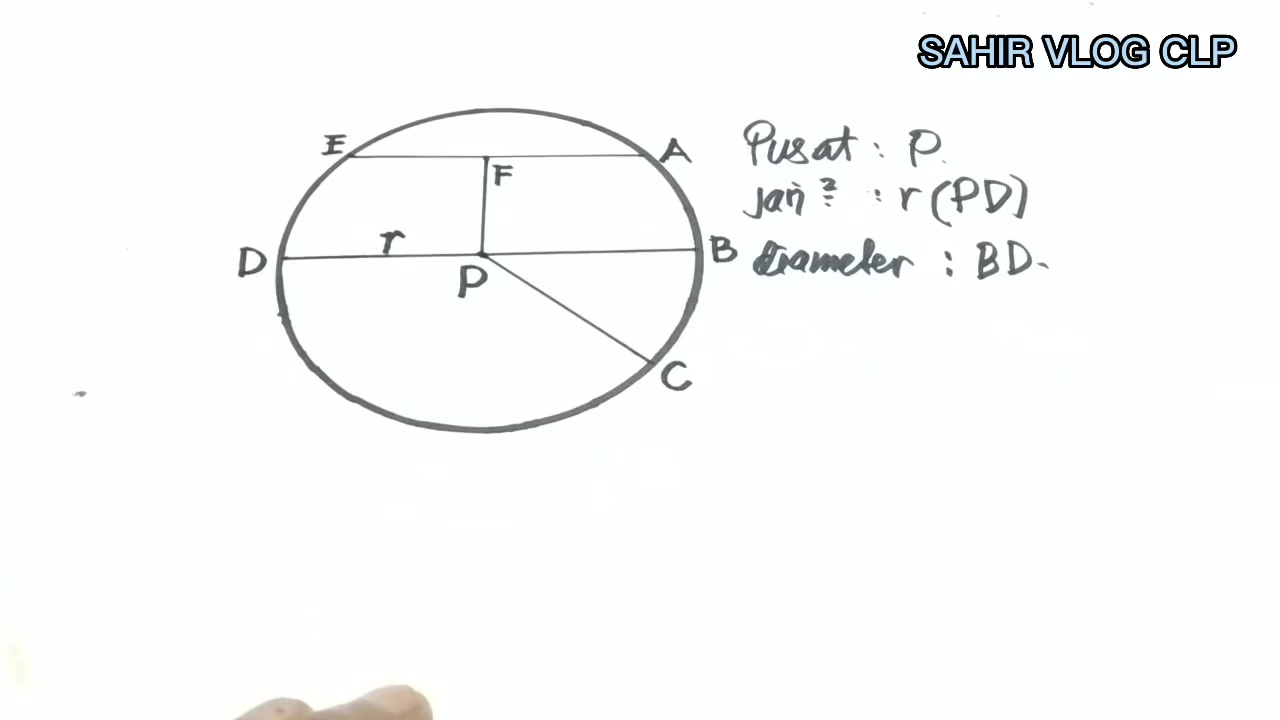 SAHIR VLOG CLP
E
A
F
Pusat : P.
jari² : r (PD)
D
r
P
B
diameter : BD.
C